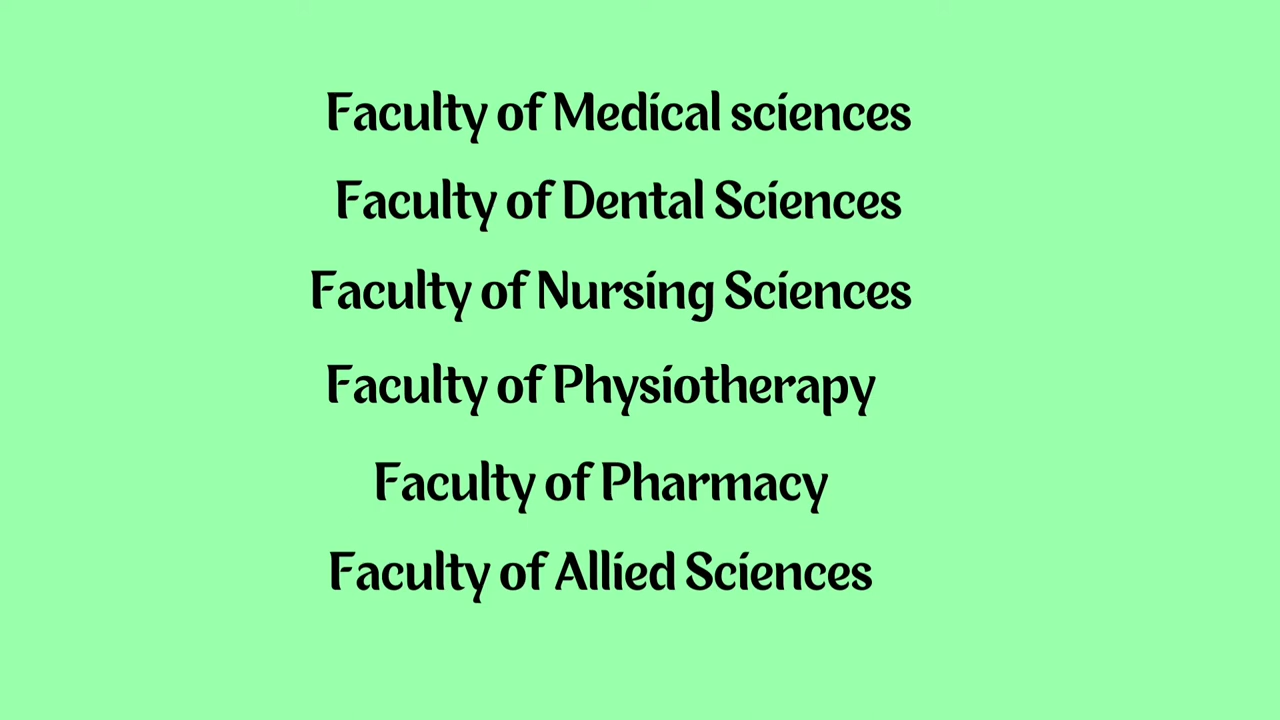 Faculty of Medical sciences
Faculty of Dental Sciences
Faculty of Nursing Sciences
Faculty of Physiotherapy
Faculty of Pharmacy
Faculty of Allied Sciences